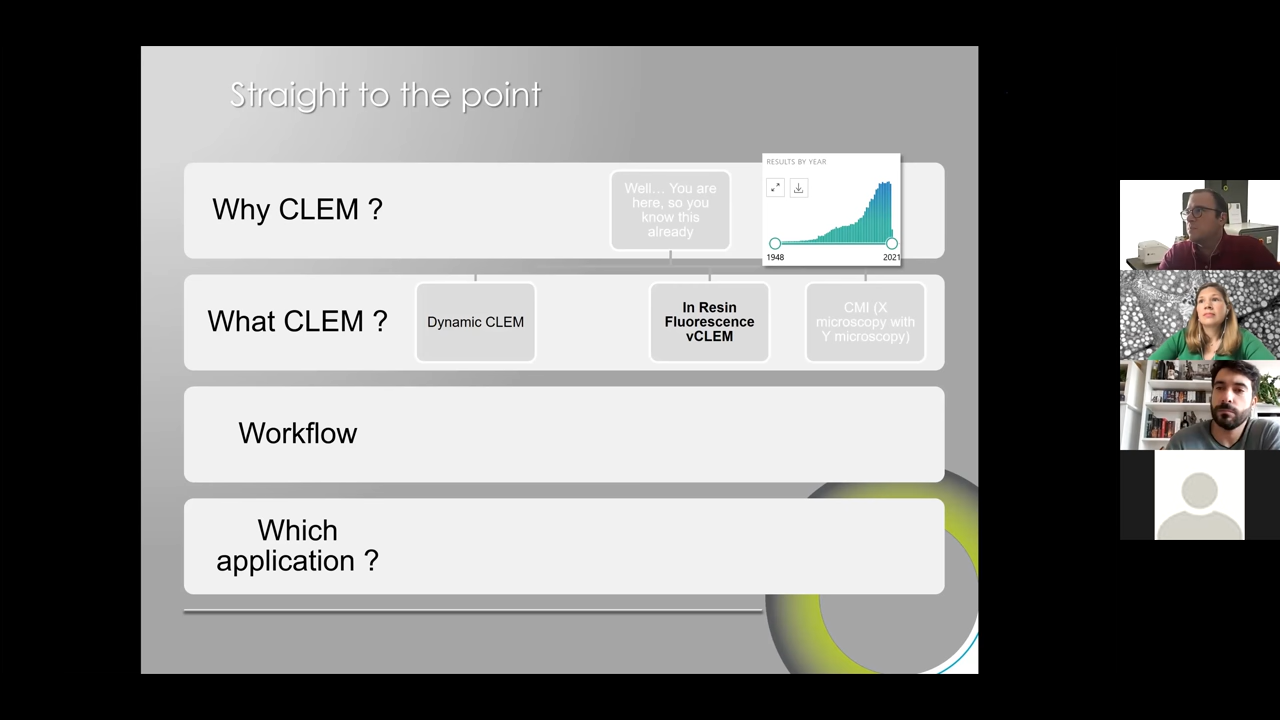 Straight to the point
Why CLEM ?
Well... You are
here, so you
know this
already
RESULTS BY YEAR
1948
2021
What CLEM ?
Dynamic CLEM
In Resin
Fluorescence
vCLEM
CMI (X
microscopy with
Y microscopy)
Workflow
Which
application ?